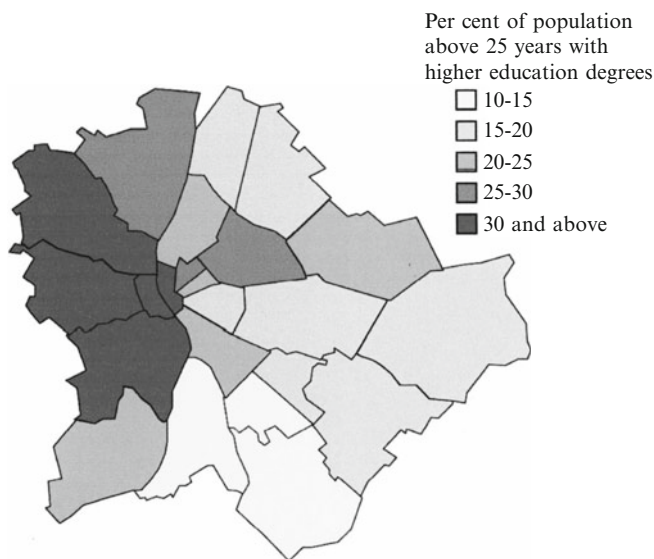 Per cent of population
above 25 years with
higher education degrees
10-15
15-20
20-25
25-30
30 and above